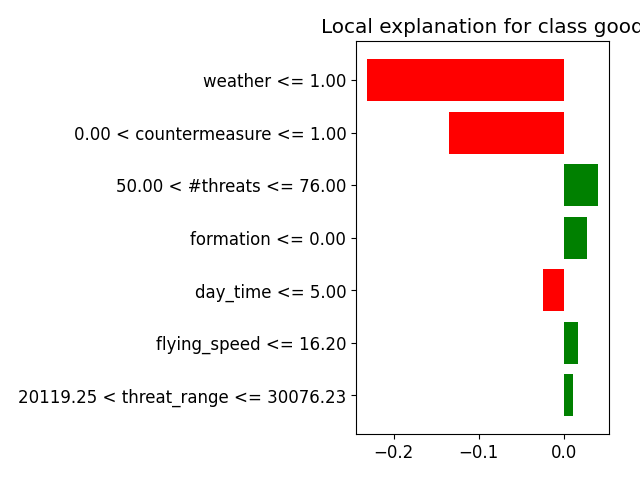 Local explanation for class good
weather <= 1.00
0.00 < countermeasure <= 1.00
50.00 < #threats <= 76.00
formation <= 0.00
day_time <= 5.00
flying_speed <= 16.20
20119.25 < threat_range <= 30076.23
−0.2 −0.1 0.0